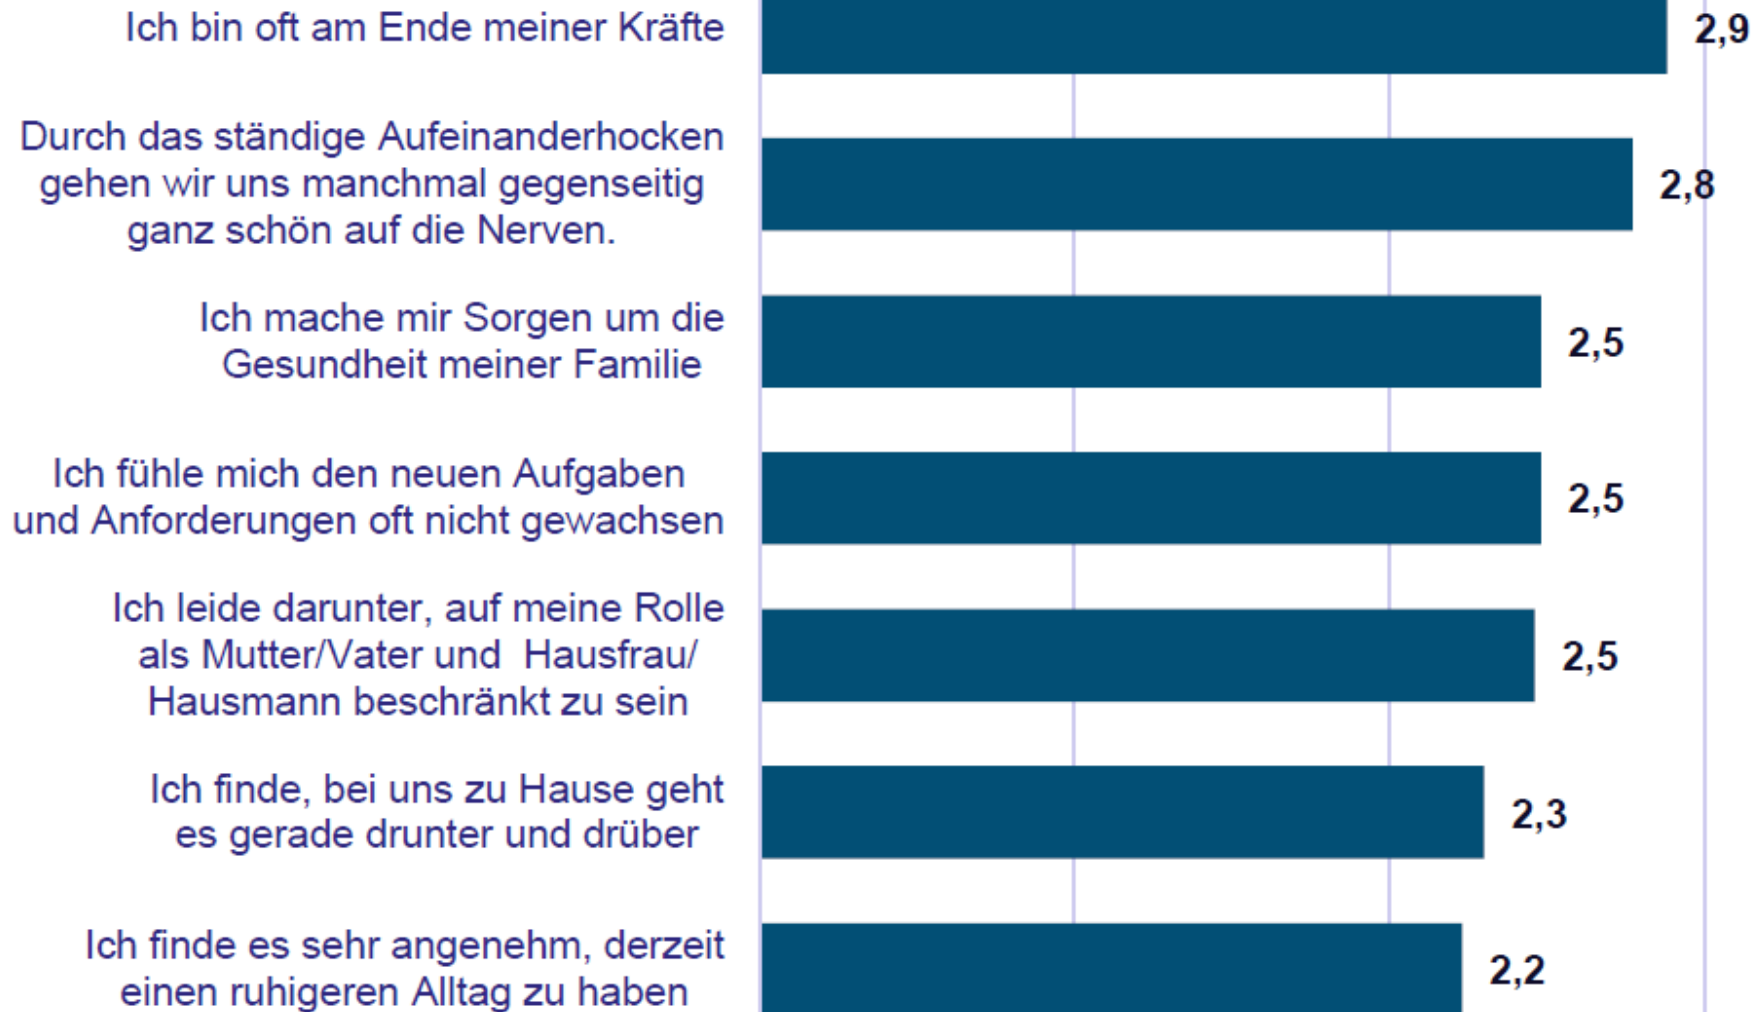 Ich bin oft am Ende meiner Kräfte
2,9
Durch das ständige Aufeinanderhocken
gehen wir uns manchmal gegenseitig
ganz schön auf die Nerven.
2,8
Ich mache mir Sorgen um die
Gesundheit meiner Familie
2,5
Ich fühle mich den neuen Aufgaben
und Anforderungen oft nicht gewachsen
2,5
Ich leide darunter, auf meine Rolle
als Mutter/Vater und Hausfrau/
Hausmann beschränkt zu sein
2,5
Ich finde, bei uns zu Hause geht
es gerade drunter und drüber
2,3
Ich finde es sehr angenehm, derzeit
einen ruhigeren Alltag zu haben
2,2